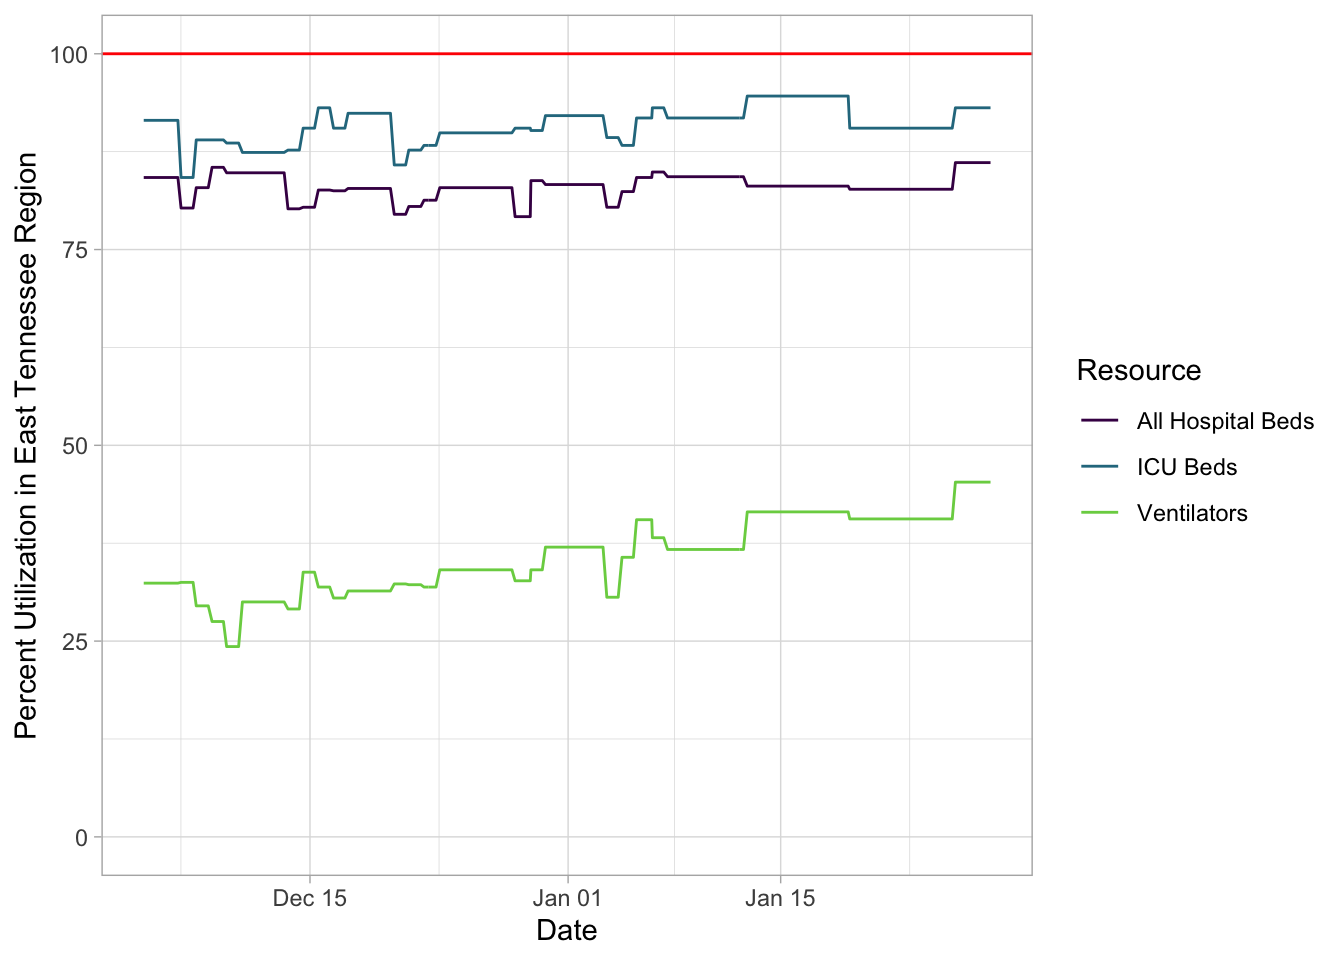 Percent Utilization in East Tennessee Region
100
75
50
25
0
Dec 15
Jan 01
Jan 15
Date
Resource
All Hospital Beds
ICU Beds
Ventilators